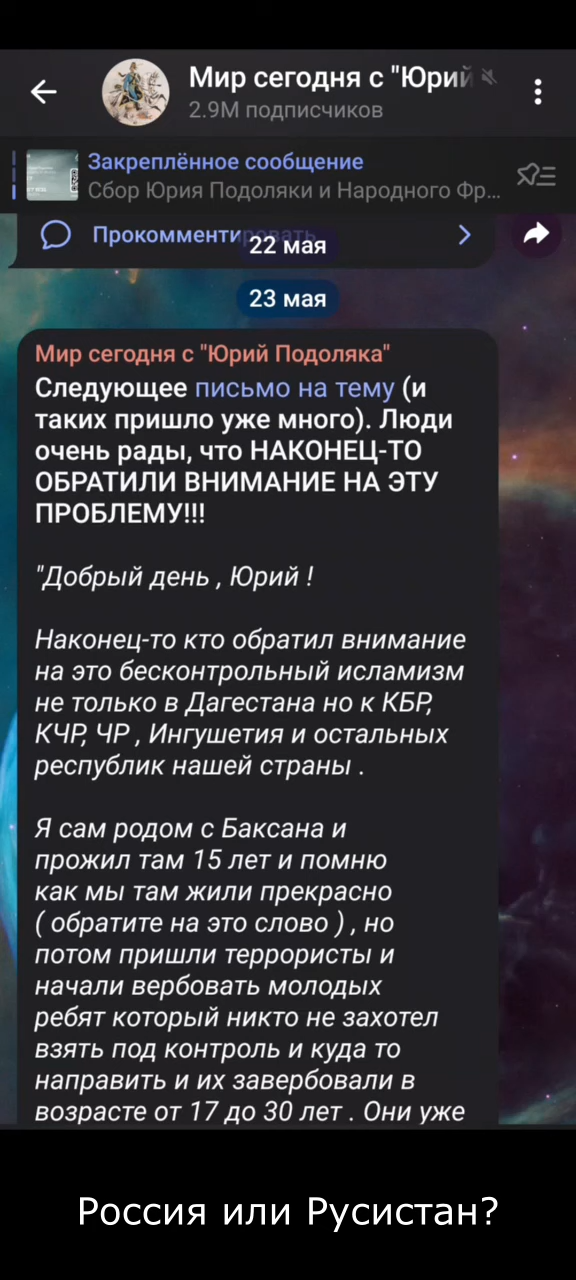 Мир сегодня с "Юрий
2.9M подписчиков
Закреплённое сообщение
Сбор Юрия Подоляки и Народного Фр...
Прокомментировать
22 мая
23 мая
Мир сегодня с "Юрий Подоляка"
Следующее письмо на тему (и
таких пришло уже много). Люди
очень рады, что НАКОНЕЦ-ТО
ОБРАТИЛИ ВНИМАНИЕ НА ЭТУ
ПРОБЛЕМУ!!!
"Добрый день , Юрий !
Наконец-то кто обратил внимание
на это бесконтрольный исламизм
не только в Дагестана но к КБР,
КЧР, ЧР , Ингушетия и остальных
республик нашей страны .
Я сам родом с Баксана и
прожил там 15 лет и помню
как мы там жили прекрасно
( обратите на это слово ) , но
потом пришли террористы и
начали вербовать молодых
ребят который никто не захотел
взять под контроль и куда то
направить и их завербовали в
возрасте от 17 до 30 лет . Они уже
Россия или Русистан?